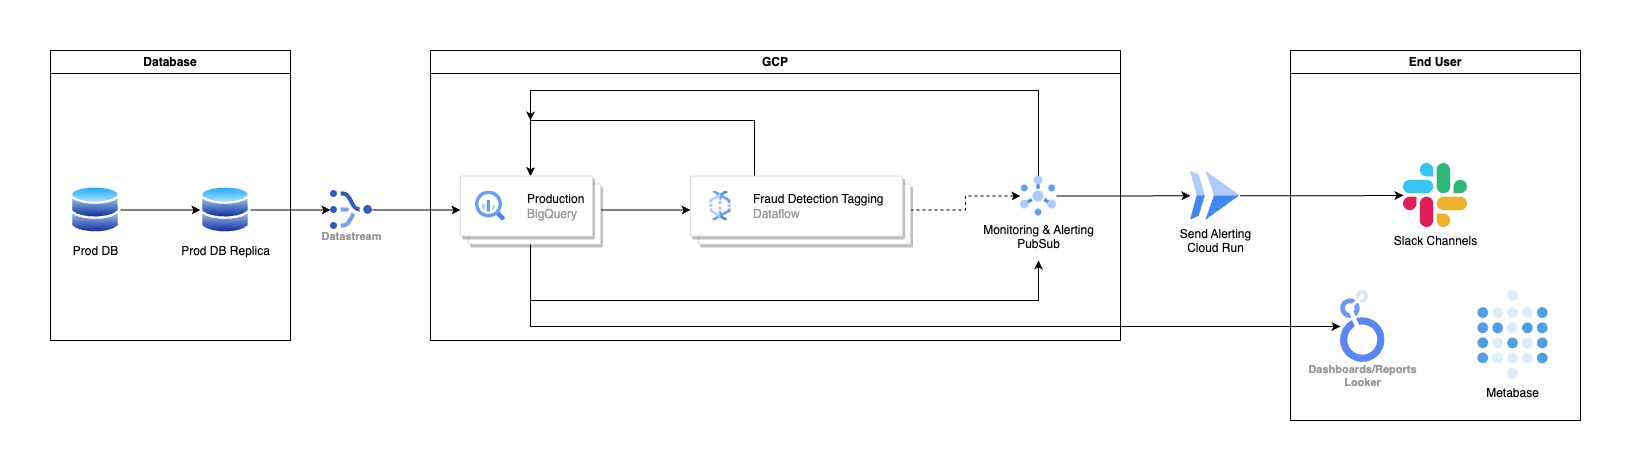 Database
GCP
End User
Prod DB
Prod DB Replica
Datastream
Production
BigQuery
Fraud Detection Tagging
Dataflow
Monitoring & Alerting
PubSub
Send Alerting
Cloud Run
Slack Channels
Dashboards/Reports
Looker
Metabase